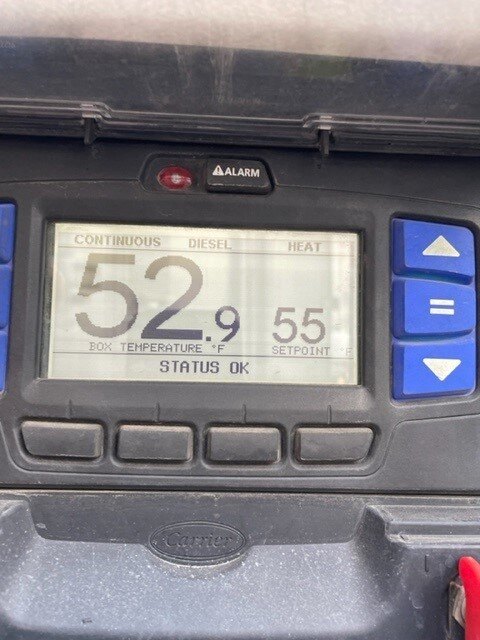 ALARM
CONTINUOUS DIESEL HEAT
52.9 55
BOX TEMPERATURE °F SETPOINT °F
STATUS OK
Carrier